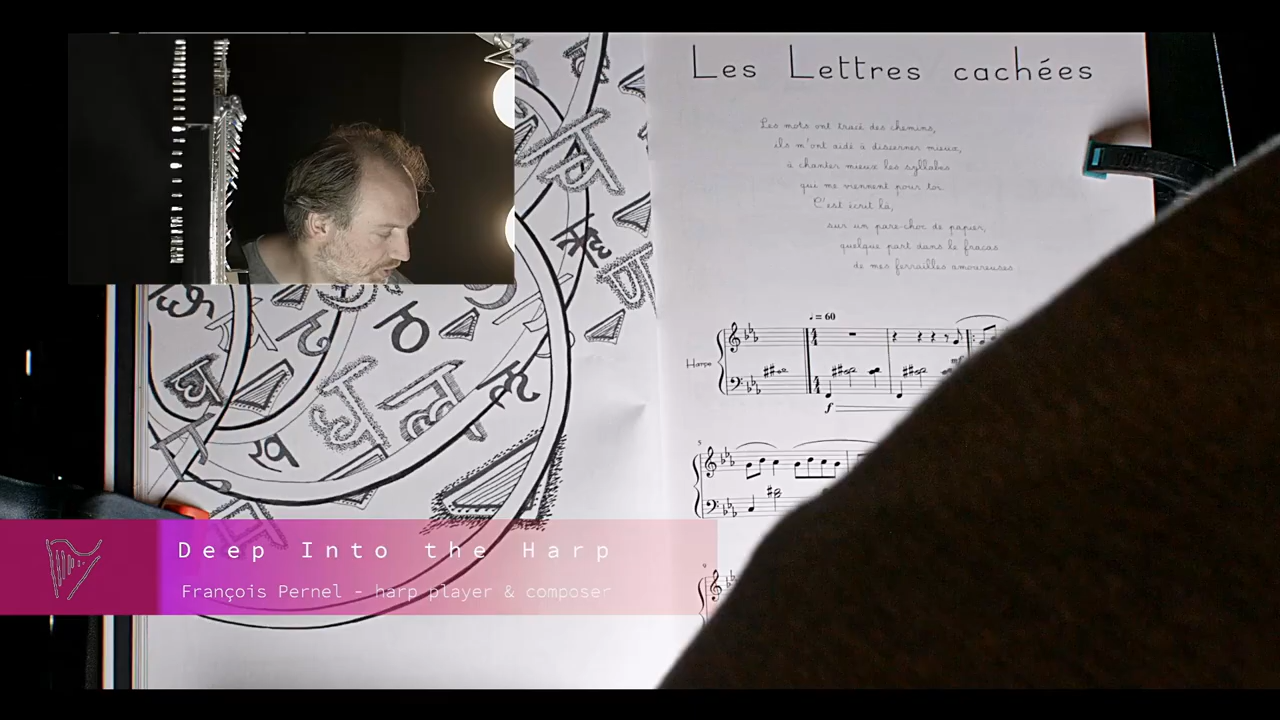 Les Lettres cachées
Les mots ont tracé des chemins,
ils m'ont aidé à discerner mieux,
à chanter mieux les syllabes
qui me viennent pour toi.
C'est écrit là,
sur un pare-choc de papier,
quelque part dans le fracas
de mes ferrailles amoureuses
♩ = 60
Harpe
f
5
9
छ
ठ
ढ
घ
ख
ध
ऋ
ण
Deep Into the Harp
François Pernel - harp player & composer